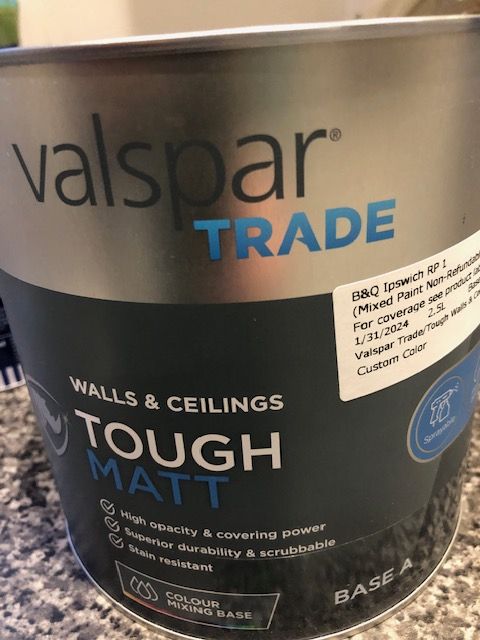 valspar®
TRADE
B&Q Ipswich RP 1
(Mixed Paint Non-Refundable
For coverage see product
1/31/2024 2.5L Base
Valspar Trade/Tough Walls &
Custom Color
WALLS & CEILINGS
TOUGH
MATT
High opacity & covering power
Superior durability & scrubbable
Stain resistant
Sprayable
COLOUR
MIXING BASE
BASE A